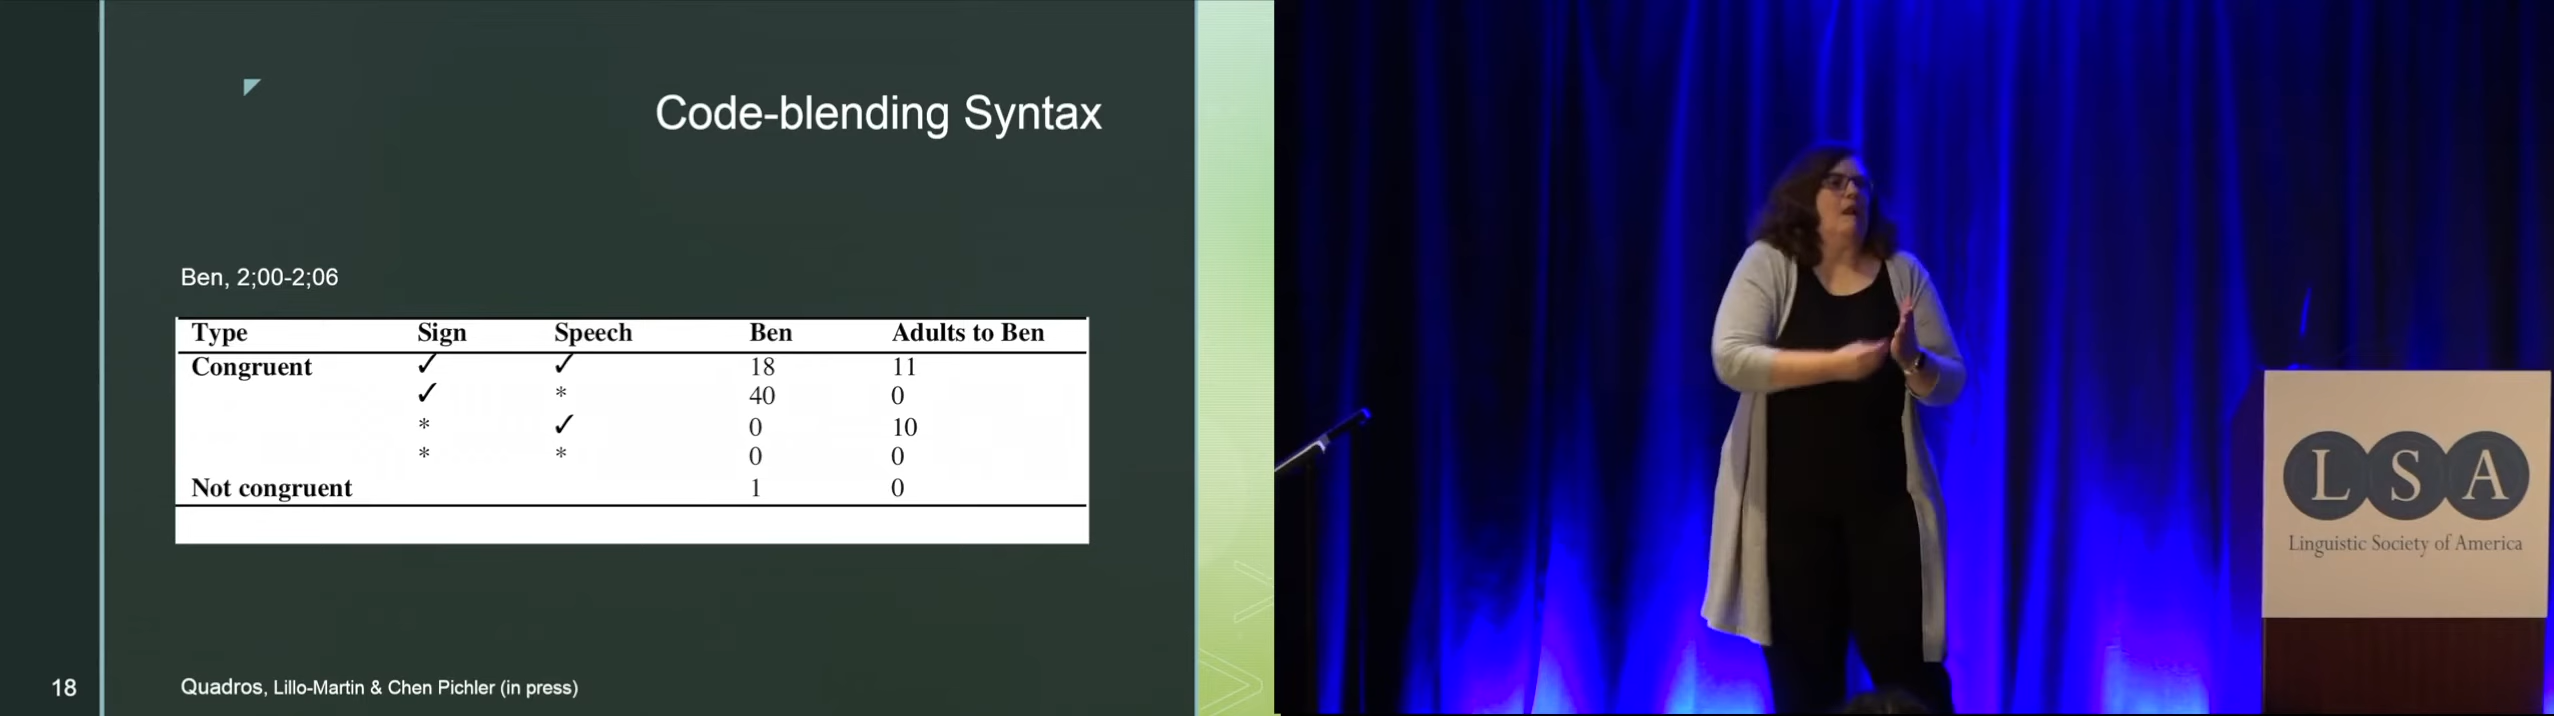 Code-blending Syntax
Ben, 2;00-2;06
Type Sign Speech Ben Adults to Ben
Congruent ✓ ✓ 18 11
✓ * 40 0
* ✓ 0 10
* * 0 0
Not congruent 1 0
18 Quadros, Lillo-Martin & Chen Pichler (in press)
LSA
Linguistic Society of America